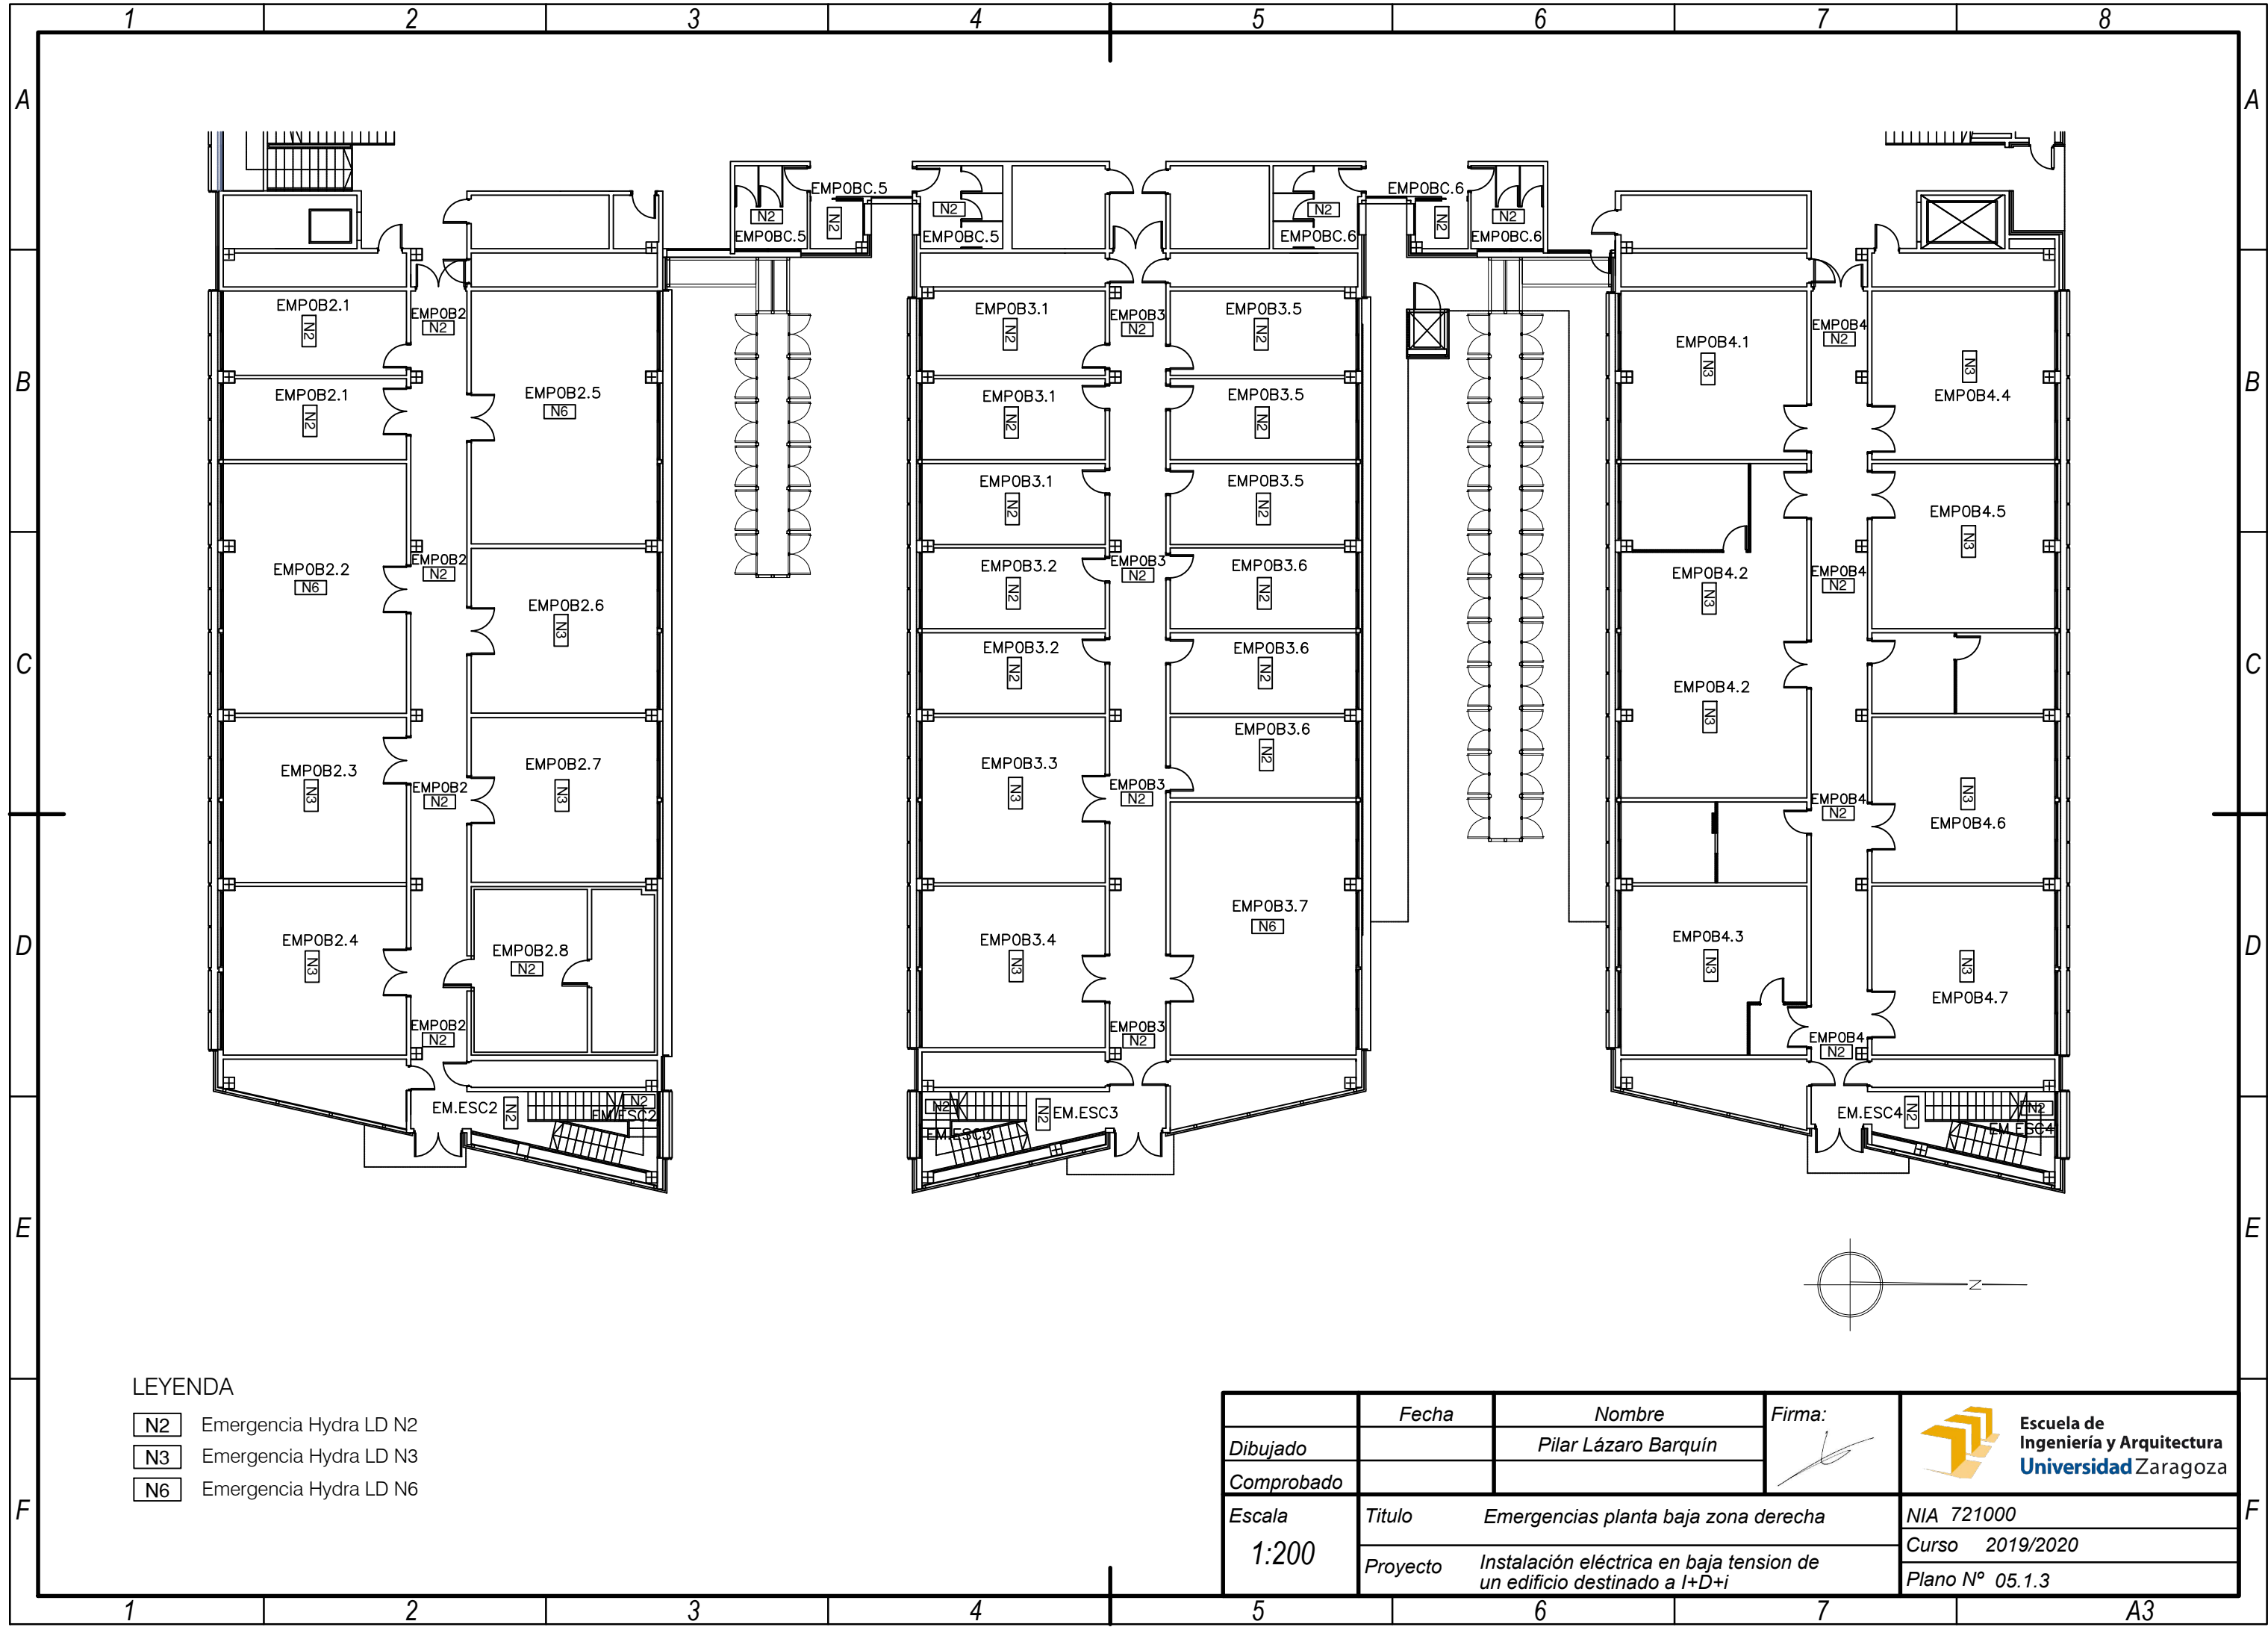 1 2 3 4 5 6 7 8
A A
EMP0BC.5 EMP0BC.6
N2 N2 N2 N2 N2 N2
EMP0BC.5 EMP0BC.5 EMP0BC.6 EMP0BC.6
B B
EMP0B2.1 EMP0B2 EMP0B3.1 EMP0B3 EMP0B3.5 EMP0B4
N2 N2 N2 N2 N2 N2
EMP0B4.1
N3 N3
EMP0B2.1 EMP0B2.5 EMP0B3.1 EMP0B3.5 EMP0B4.4
N2 N6 N2 N2
EMP0B3.1 EMP0B3.5 EMP0B4.5
N2 N2 N3
EMP0B2.2 EMP0B2 EMP0B3.2 EMP0B3 EMP0B3.6 EMP0B4.2 EMP0B4
N6 N2 N2 N2 N2 N3 N2
EMP0B2.6
N3
C C
EMP0B3.2 EMP0B3.6 EMP0B4.2
N2 N2 N3
EMP0B3.6
N2
EMP0B2.3 EMP0B2 EMP0B2.7 EMP0B3.3 EMP0B3 EMP0B4
N3 N2 N3 N3 N2 N2 N3
EMP0B4.6
D D
EMP0B2.4 EMP0B2.8 EMP0B3.4 EMP0B3.7 EMP0B4.3
N3 N2 N3 N6 N3 N3
EMP0B4.7
EMP0B2 EMP0B3 EMP0B4
N2 N2 N2
EM.ESC2 N2 N2 N2 N2 EM.ESC3 EM.ESC4 N2 N2
EM.ESC2 EM.ESC3 EM.ESC4
E E
N
LEYENDA
N2 Emergencia Hydra LD N2
N3 Emergencia Hydra LD N3
N6 Emergencia Hydra LD N6
F F
Fecha Nombre Firma:
Dibujado Pilar Lázaro Barquín
Comprobado
Escuela de
Ingeniería y Arquitectura
Universidad Zaragoza
Escala
1:200
Titulo Emergencias planta baja zona derecha
Proyecto Instalación eléctrica en baja tension de
un edificio destinado a I+D+i
NIA 721000
Curso 2019/2020
Plano Nº 05.1.3
1 2 3 4 5 6 7 A3